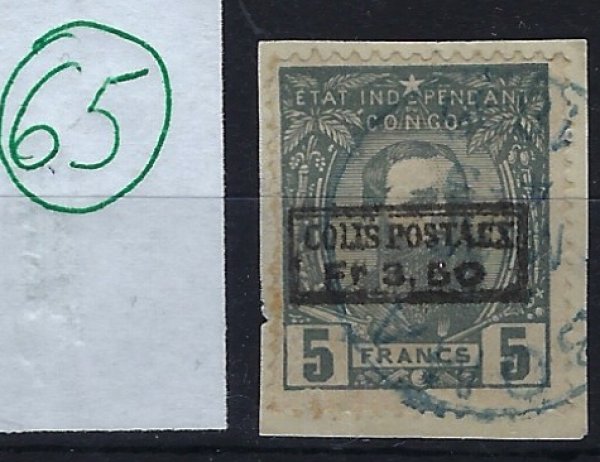 65
ETAT INDEPENDANT
CONGO
COLIS POSTAUX
Fr 3,50
5 FRANCS 5